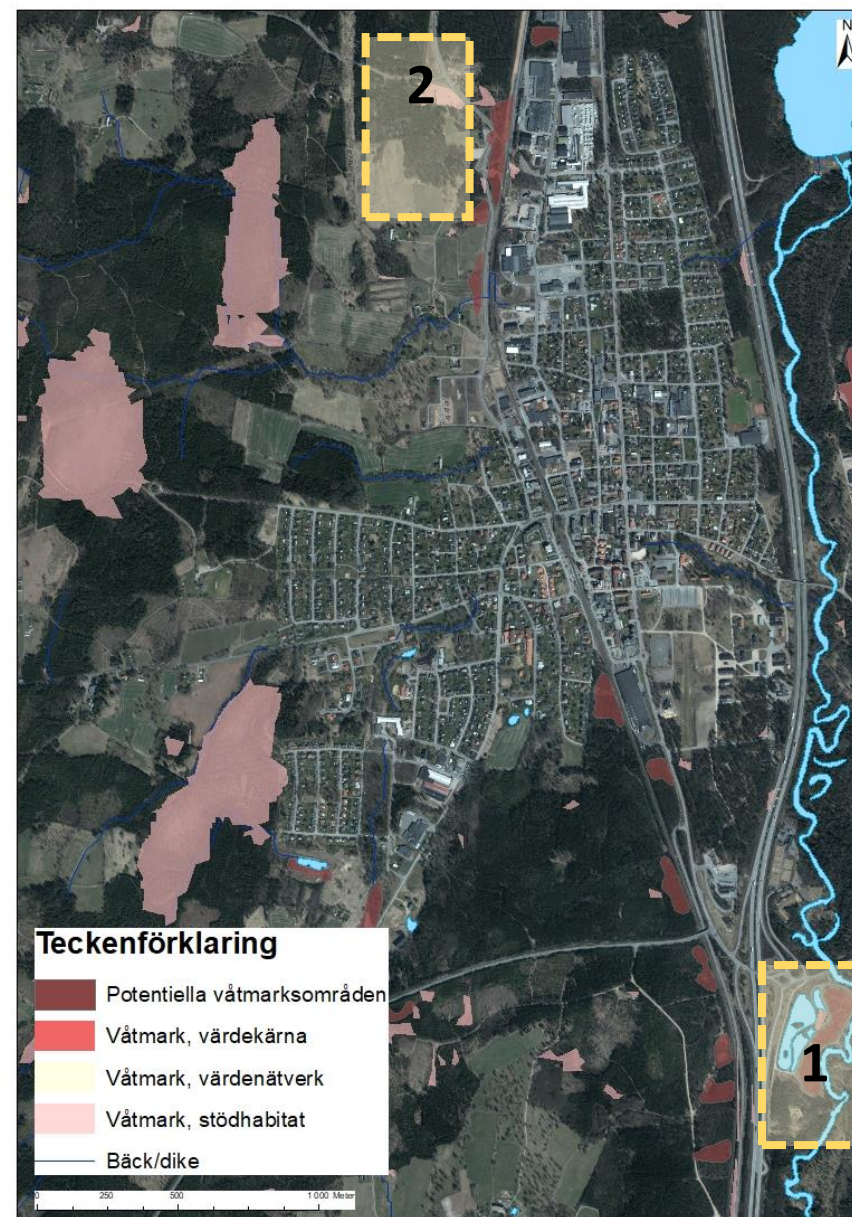 N
2
1
Teckenförklaring
Potentiella våtmarksområden
Våtmark, värdekärna
Våtmark, värdenätverk
Våtmark, stödhabitat
Bäck/dike
0 250 500 1 000 Meter